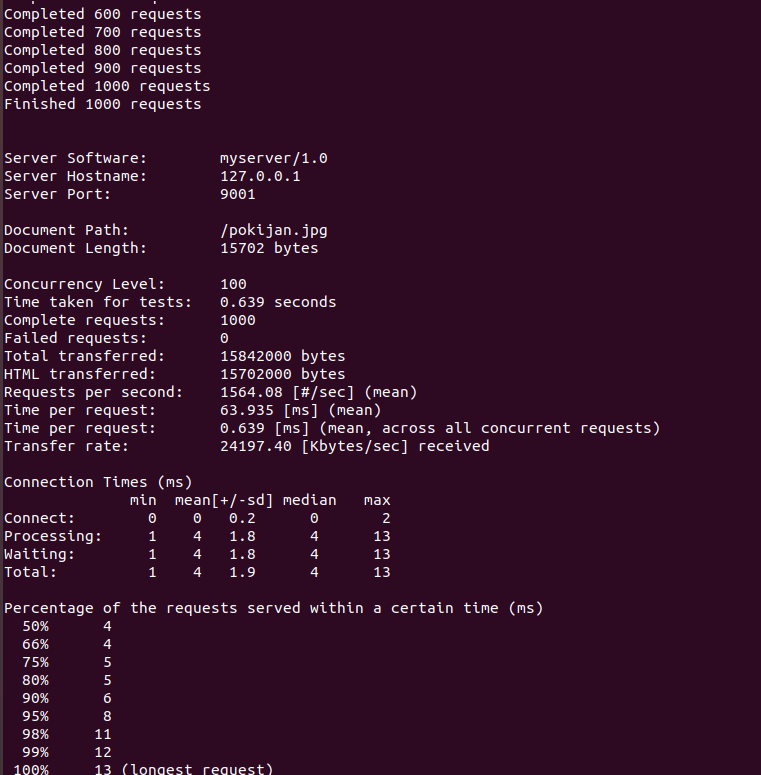 Completed 600 requests
Completed 700 requests
Completed 800 requests
Completed 900 requests
Completed 1000 requests
Finished 1000 requests
Server Software: myserver/1.0
Server Hostname: 127.0.0.1
Server Port: 9001
Document Path: /pokijan.jpg
Document Length: 15702 bytes
Concurrency Level: 100
Time taken for tests: 0.639 seconds
Complete requests: 1000
Failed requests: 0
Total transferred: 15842000 bytes
HTML transferred: 15702000 bytes
Requests per second: 1564.08 [#/sec] (mean)
Time per request: 63.935 [ms] (mean)
Time per request: 0.639 [ms] (mean, across all concurrent requests)
Transfer rate: 24197.40 [Kbytes/sec] received
Connection Times (ms)
min mean[+/-sd] median max
Connect: 0 0 0.2 0 2
Processing: 1 4 1.8 4 13
Waiting: 1 4 1.8 4 13
Total: 1 4 1.9 4 13
Percentage of the requests served within a certain time (ms)
50% 4
66% 4
75% 5
80% 5
90% 6
95% 8
98% 11
99% 12
100% 13 (longest request)